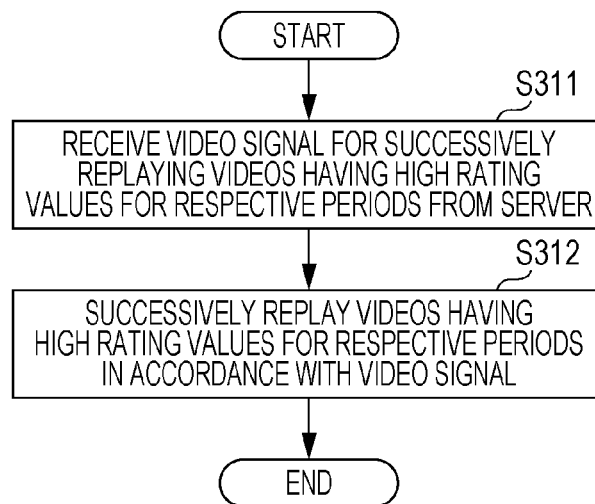 START
S311
RECEIVE VIDEO SIGNAL FOR SUCCESSIVELY
REPLAYING VIDEOS HAVING HIGH RATING
VALUES FOR RESPECTIVE PERIODS FROM SERVER
S312
SUCCESSIVELY REPLAY VIDEOS HAVING
HIGH RATING VALUES FOR RESPECTIVE PERIODS
IN ACCORDANCE WITH VIDEO SIGNAL
END